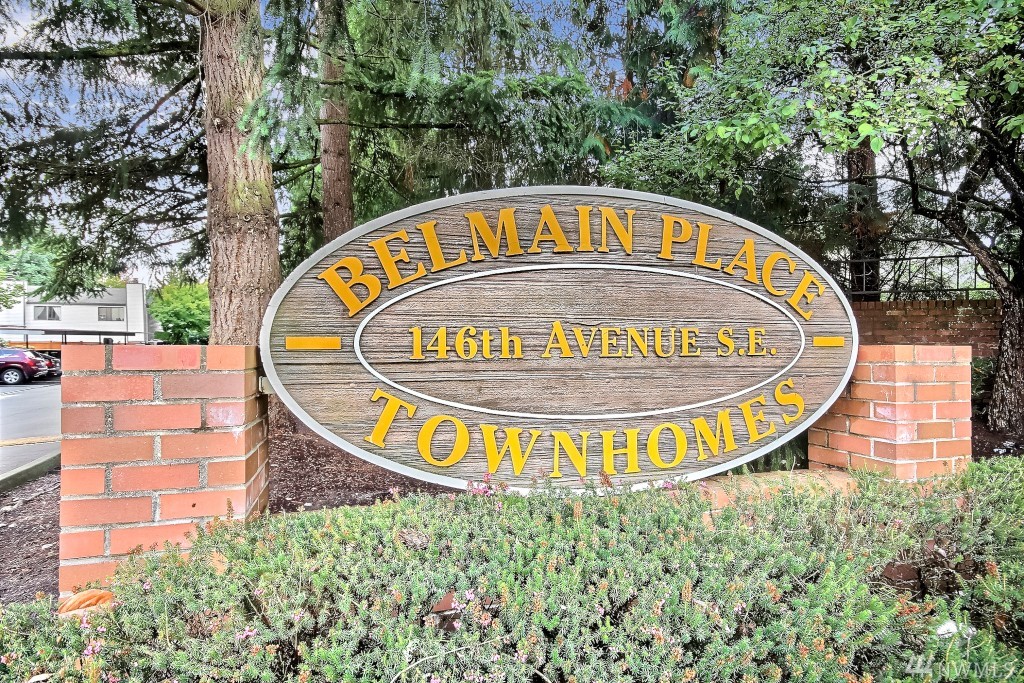 BELMAIN PLACE
146th AVENUE S.E.
TOWNHOMES
NWMLS